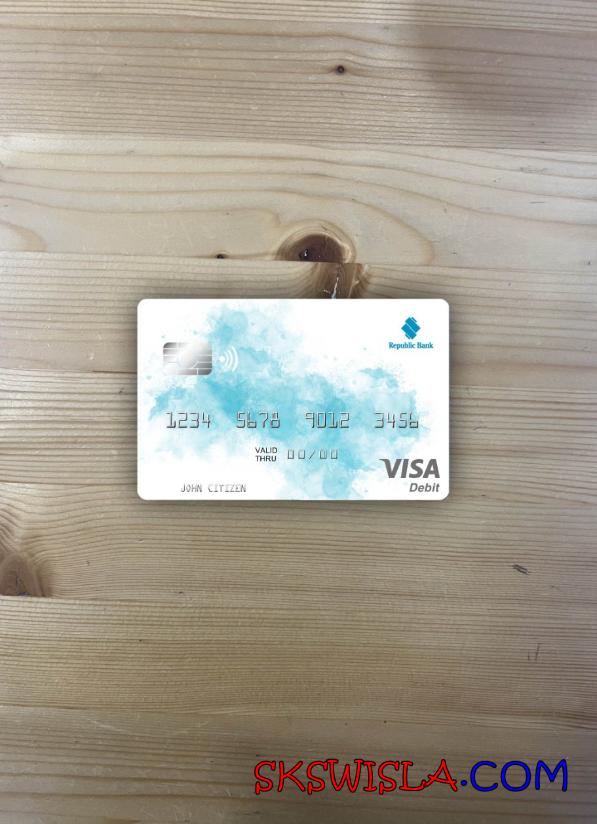 Republic Bank
1234 5678 9012 3456
VALID
THRU 00/00
VISA
Debit
JOHN CITIZEN
SKSWISLA.COM